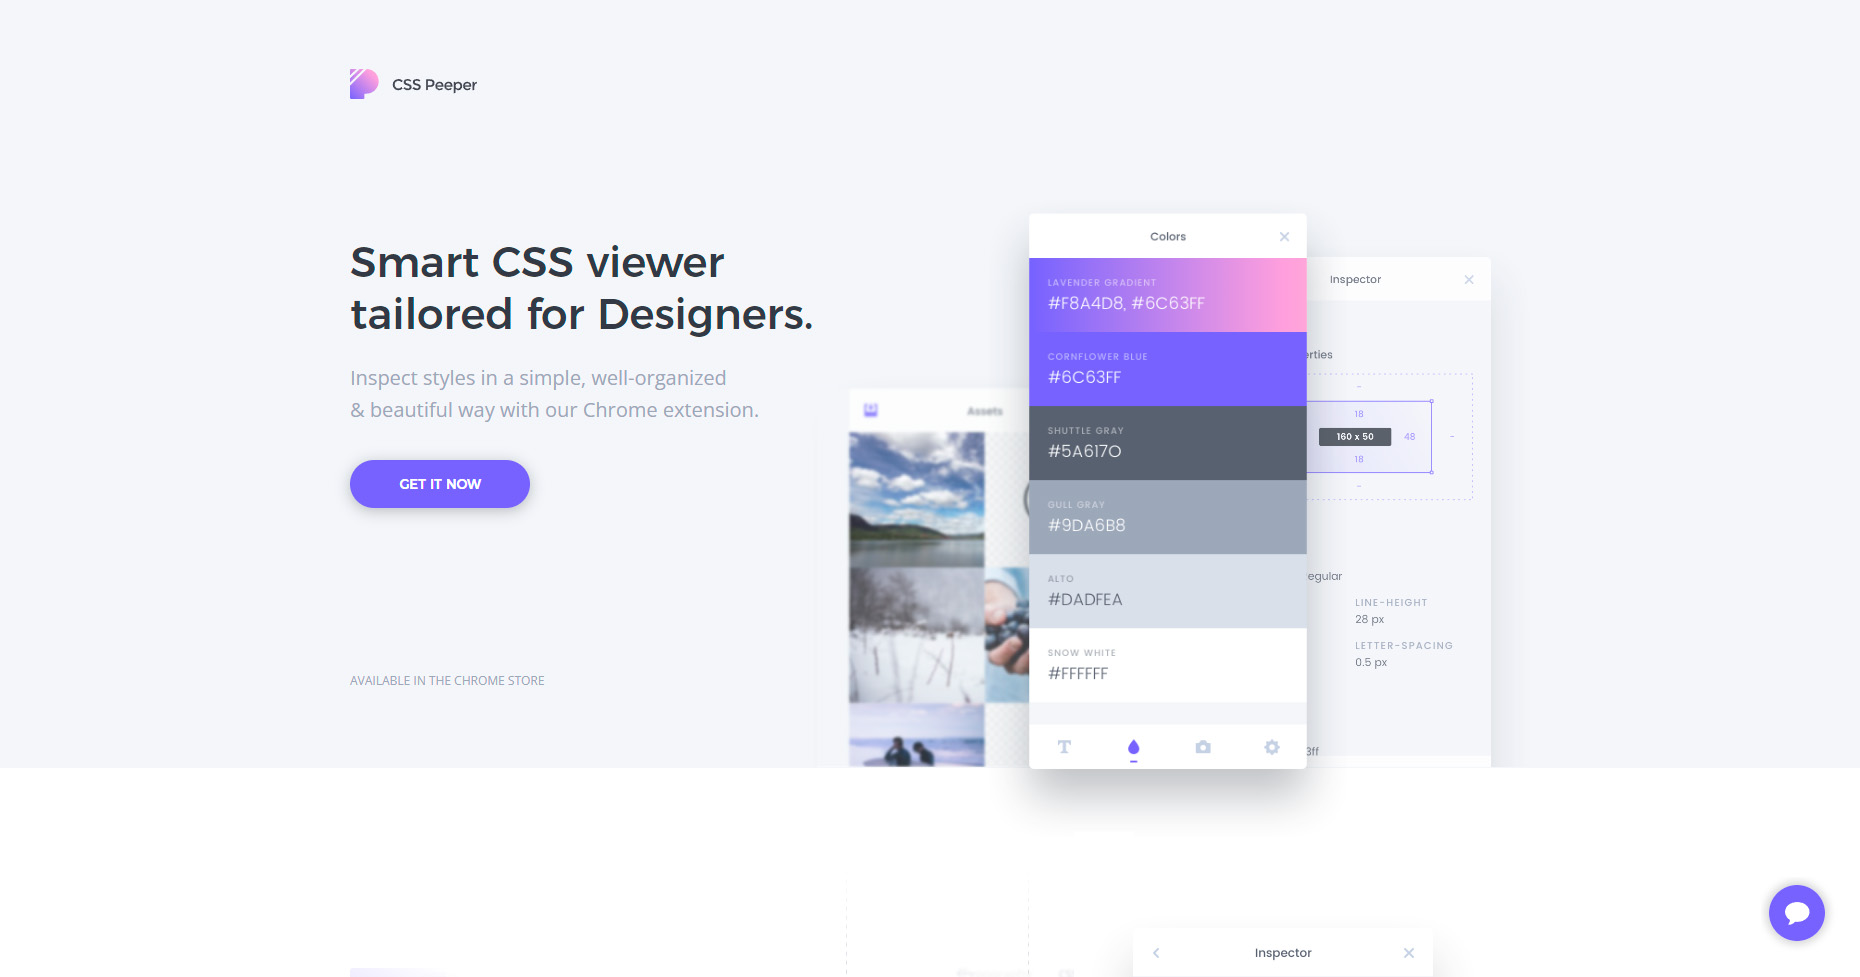 CSS Peeper
Smart CSS viewer
tailored for Designers.
Inspect styles in a simple, well-organized
& beautiful way with our Chrome extension.
GET IT NOW
AVAILABLE IN THE CHROME STORE
Assets
Colors
LAVENDER GRADIENT
#F8A4D8, #6C63FF
CORNFLOWER BLUE
#6C63FF
SHUTTLE GRAY
#5A617O
GULL GRAY
#9DA6B8
ALTO
#DADFEA
SNOW WHITE
#FFFFFF
Inspector
erties
-
18
160 x 50
48
-
18
-
egular
LINE-HEIGHT
28 px
LETTER-SPACING
0.5 px
3ff
Inspector